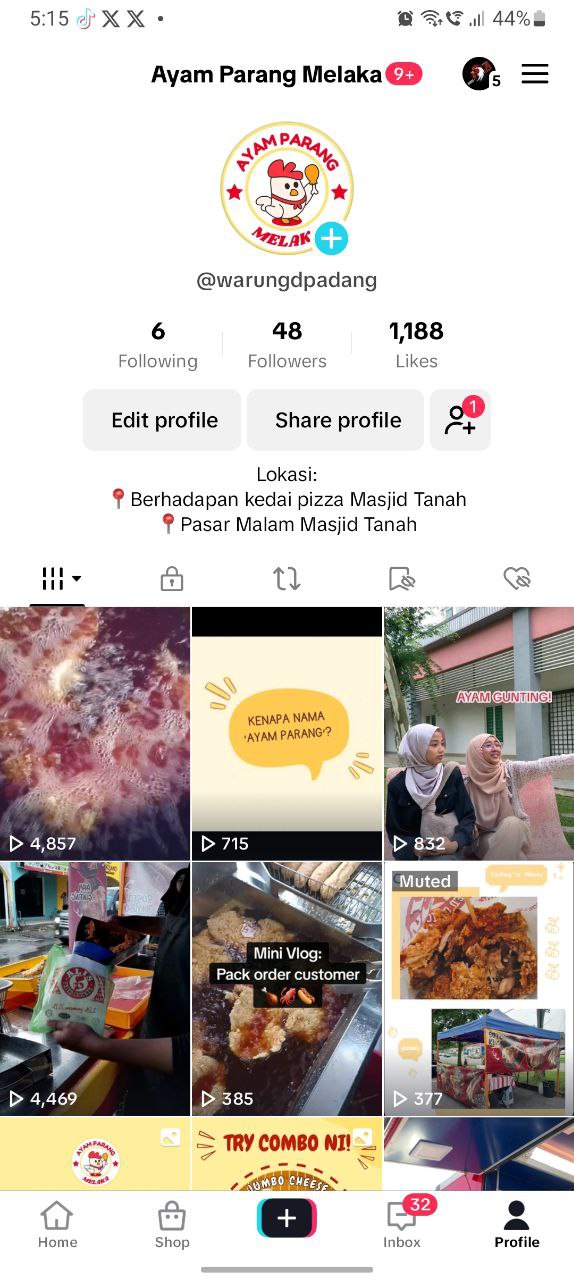 5:15
44%
Ayam Parang Melaka 9+
5
AYAM PARANG
MELAK
@warungdpadang
6 48 1,188
Following Followers Likes
Edit profile Share profile 1
Lokasi:
📍Berhadapan kedai pizza Masjid Tanah
📍Pasar Malam Masjid Tanah
KENAPA NAMA
'AYAM PARANG'?
AYAM GUNTING!
4,857 715 832
Muted
Mini Vlog:
Pack order customer
🍗🦞🌭
4,469 385 377
AYAM PARANG
MELAKA
TRY COMBO NI!
JUMBO CHEESE
32
Home Shop Inbox Profile